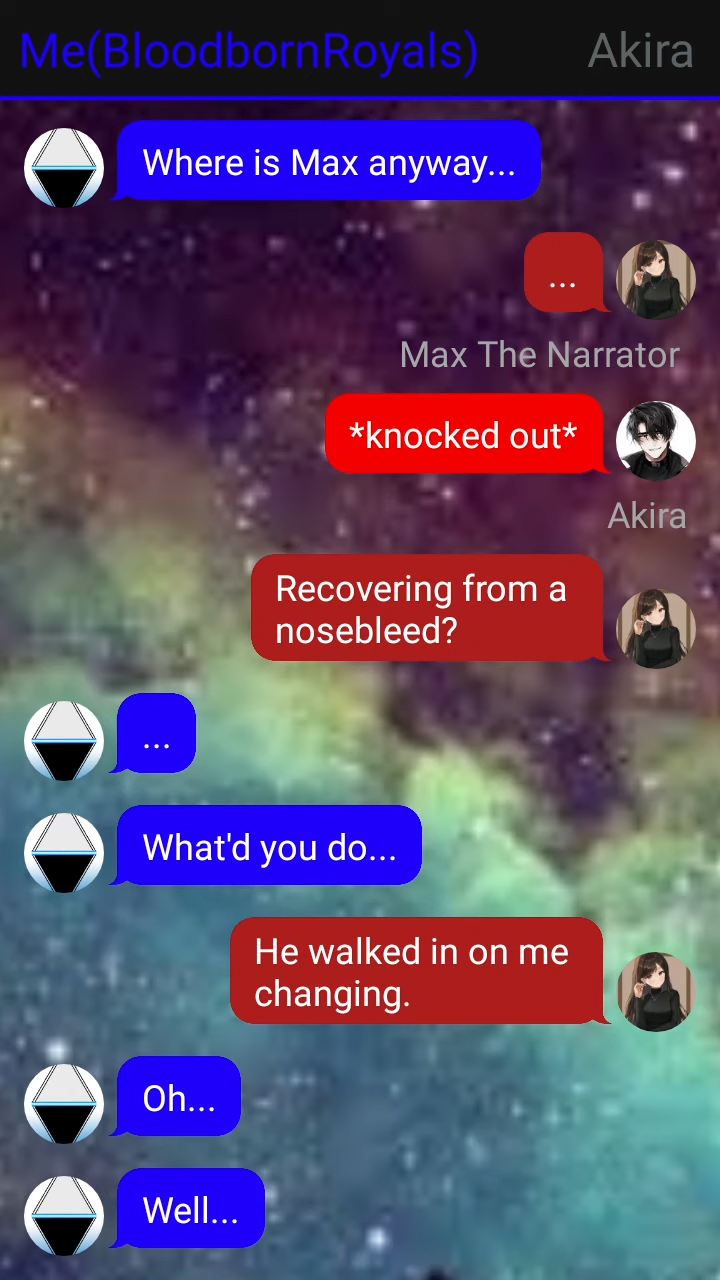 Me(BloodbornRoyals) Akira
Where is Max anyway...
...
Max The Narrator
*knocked out*
Akira
Recovering from a
nosebleed?
...
What'd you do...
He walked in on me
changing.
Oh...
Well...